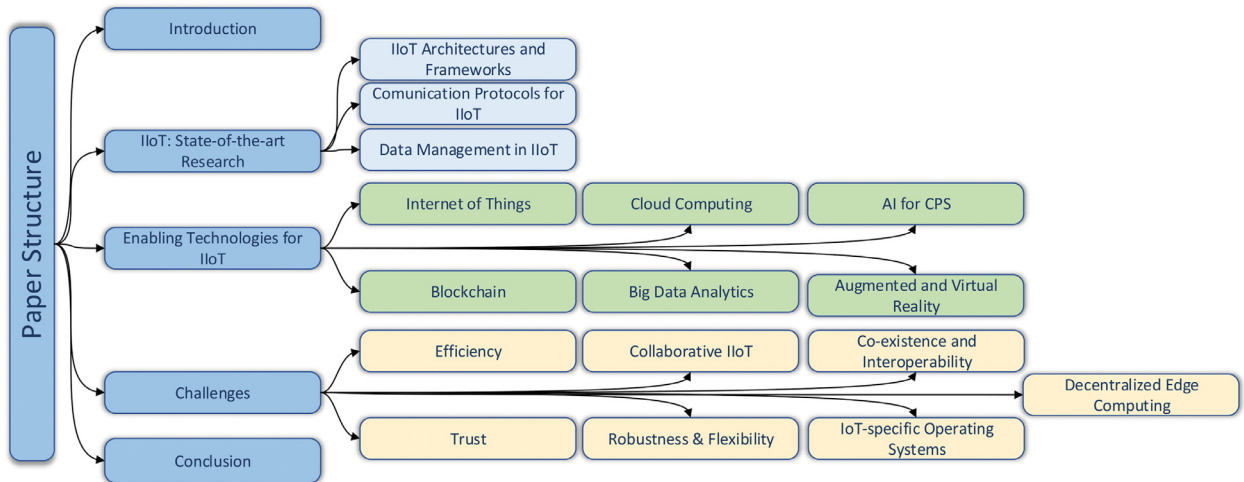 Paper Structure
Introduction
IIoT: State-of-the-art
Research
IIoT Architectures and
Frameworks
Comunication Protocols for
IIoT
Data Management in IIoT
Enabling Technologies for
IIoT
Internet of Things
Cloud Computing
AI for CPS
Blockchain
Big Data Analytics
Augmented and Virtual
Reality
Challenges
Efficiency
Collaborative IIoT
Co-existence and
Interoperability
Decentralized Edge
Computing
Trust
Robustness & Flexibility
IoT-specific Operating
Systems
Conclusion